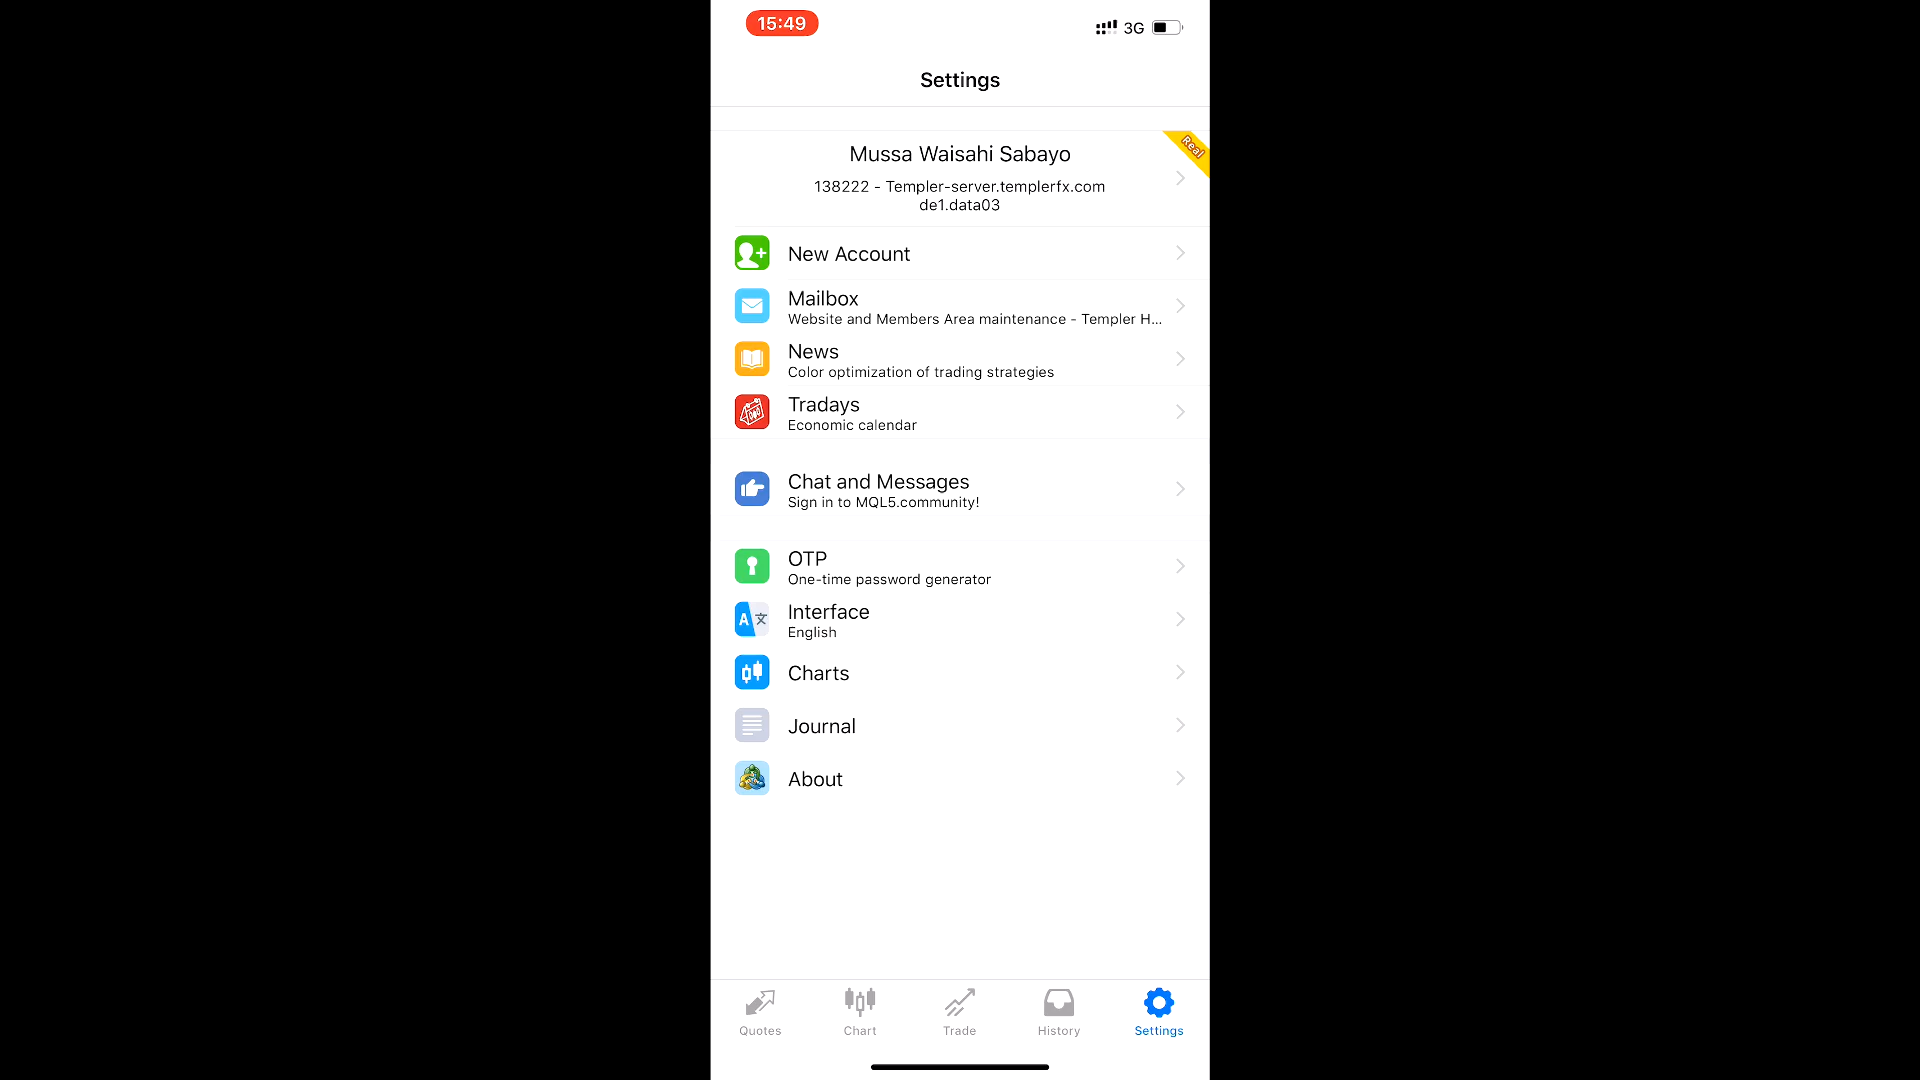 15:49
3G
Settings
Real
Mussa Waisahi Sabayo
138222 - Templer-server.templerfx.com
de1.data03
New Account
Mailbox
Website and Members Area maintenance - Templer H...
News
Color optimization of trading strategies
Tradays
Economic calendar
Chat and Messages
Sign in to MQL5.community!
OTP
One-time password generator
A 文
Interface
English
Charts
Journal
About
Quotes
Chart
Trade
History
Settings